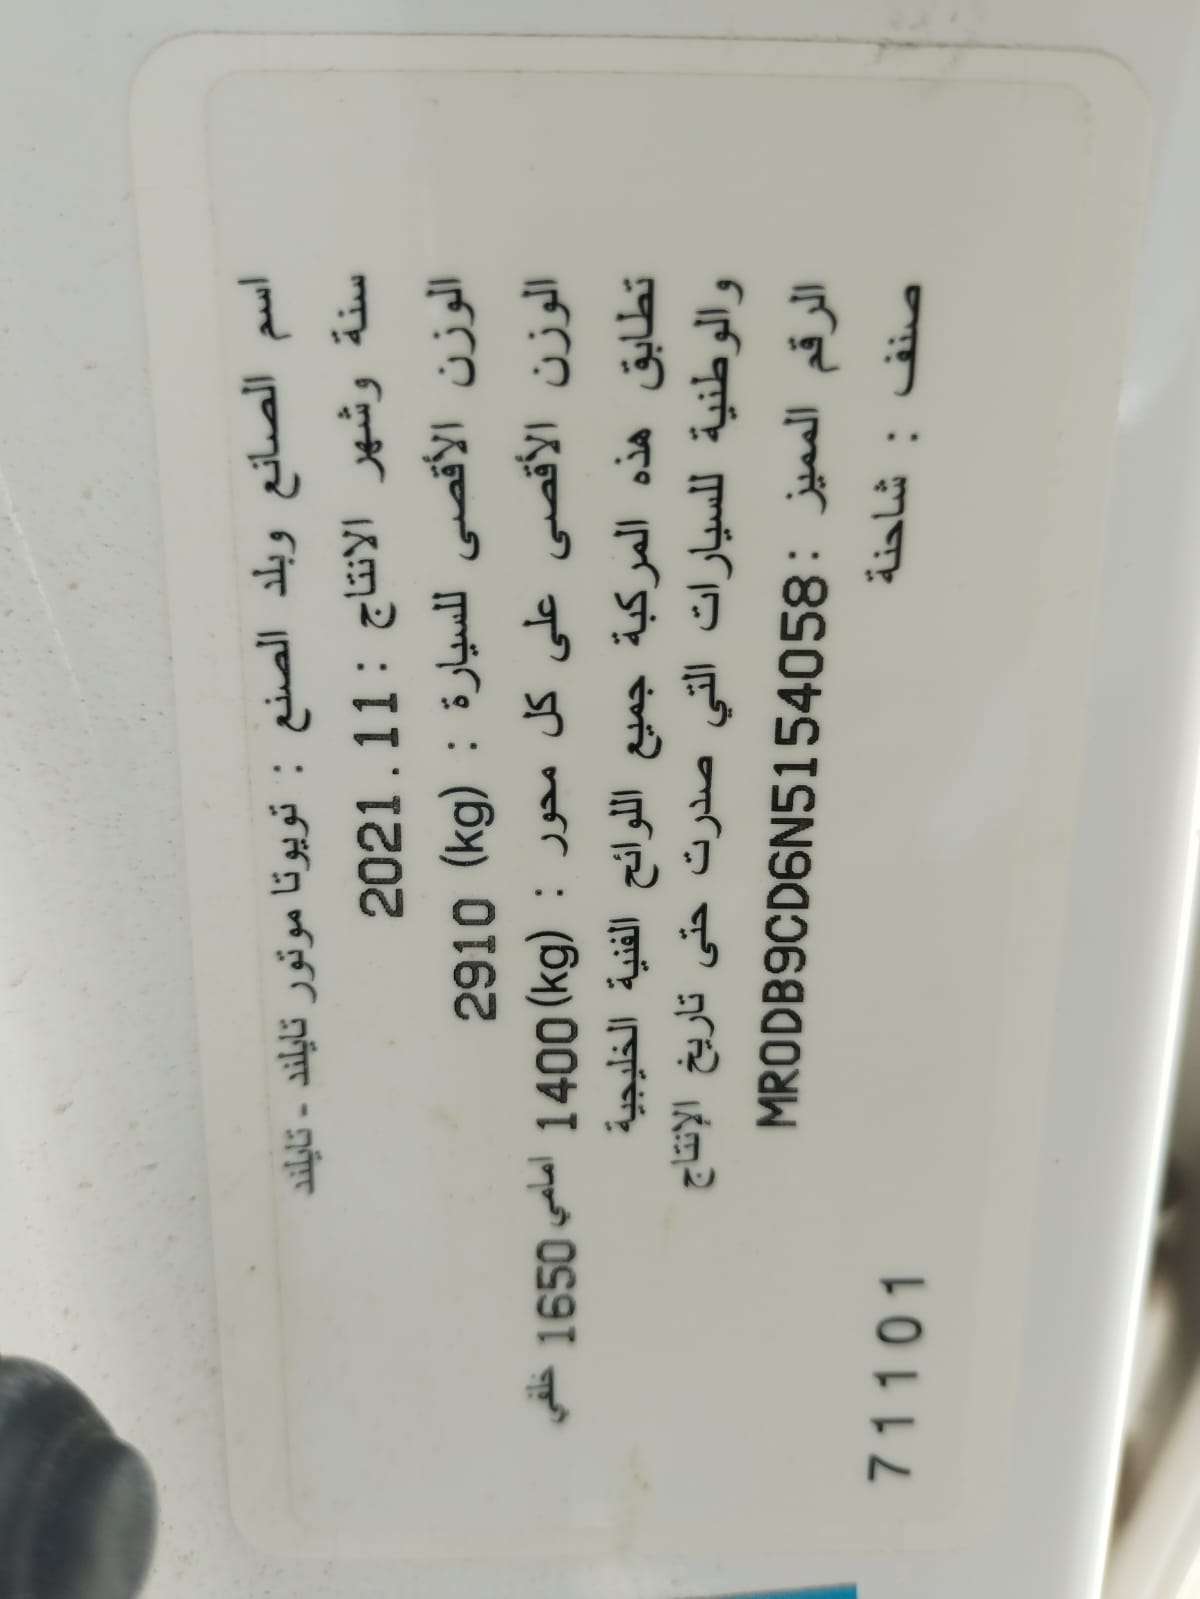 اسم الصانع وبلد الصنع : تويوتا موتور تايلند - تايلند
سنة وشهر الانتاج : 2021.11
الوزن الأقصى للسيارة : (kg) 2910
الوزن الأقصى على كل محور : (kg)1400 امامي 1650 خلفي
تطابق هذه المركبة جميع اللوائح الفنية الخليجية
والوطنية للسيارات التي صدرت حتى تاريخ الإنتاج
الرقم المميز : MR0DB9CD6N5154058
صنف : شاحنة
71101